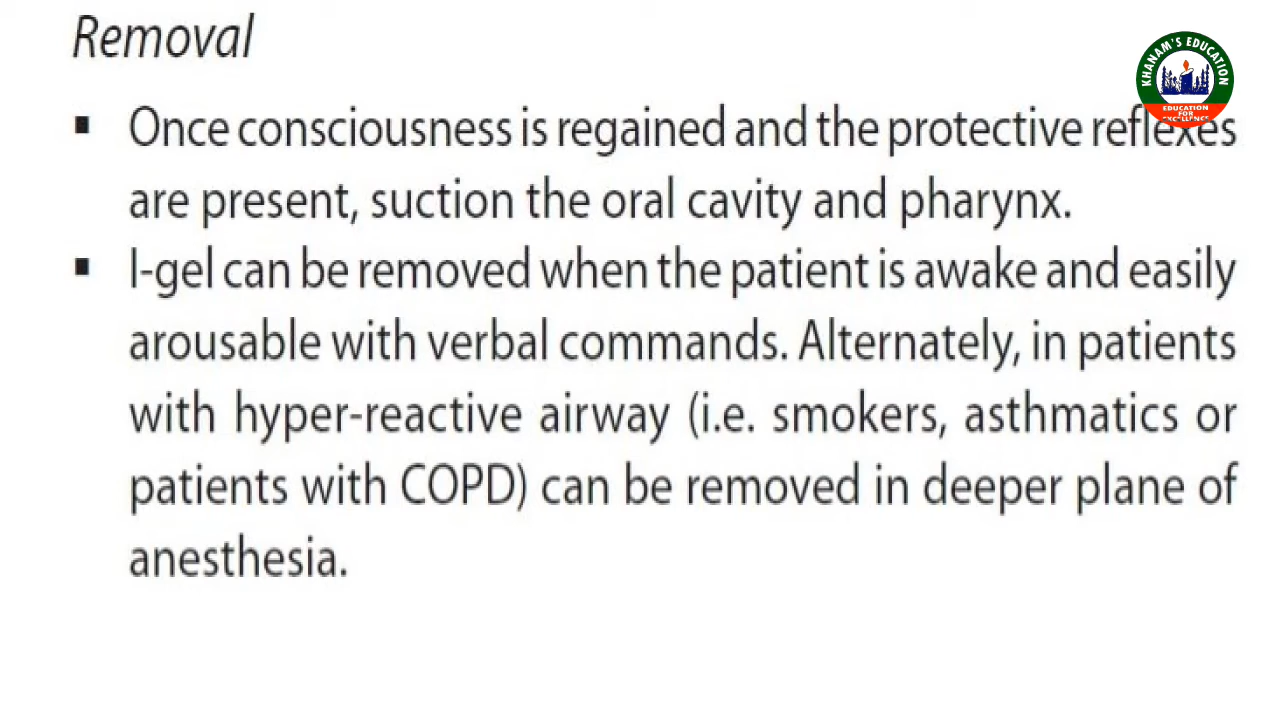 Removal
KHANAM'S EDUCATION
EDUCATION
FOR
EXCELLENCE
▪ Once consciousness is regained and the protective reflexes
are present, suction the oral cavity and pharynx.
▪ I-gel can be removed when the patient is awake and easily
arousable with verbal commands. Alternately, in patients
with hyper-reactive airway (i.e. smokers, asthmatics or
patients with COPD) can be removed in deeper plane of
anesthesia.